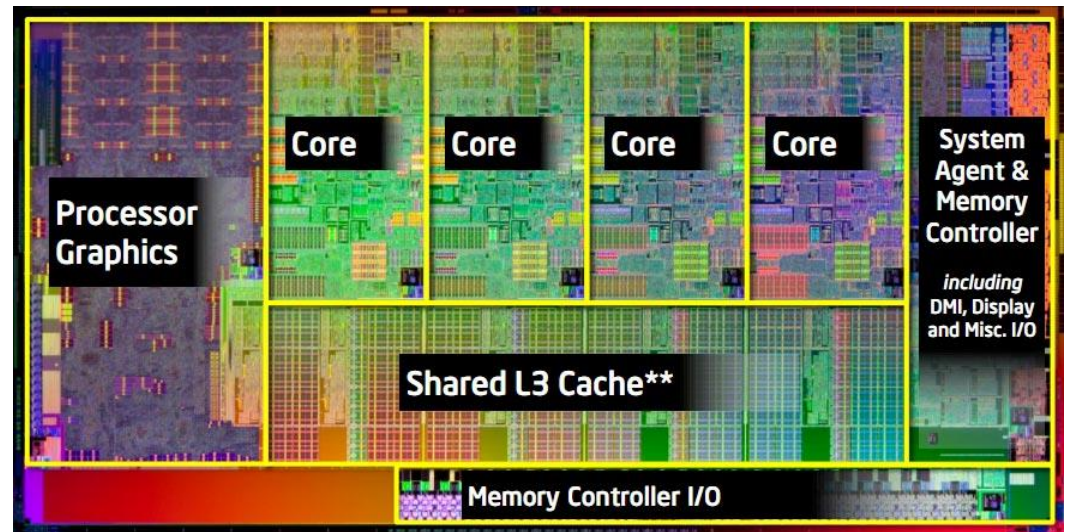 Processor
Graphics
Core
Core
Core
Core
System
Agent &
Memory
Controller
including
DMI, Display
and Misc. I/O
Shared L3 Cache**
Memory Controller I/O